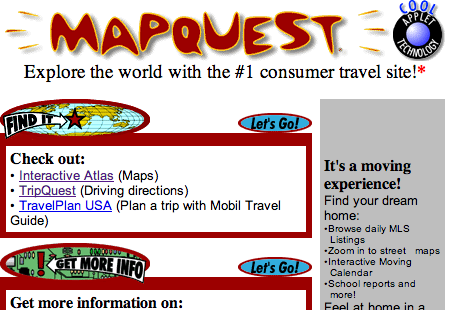 MAPQUEST
COOL APPLET TECHNOLOGY
Explore the world with the #1 consumer travel site!*
FIND IT
Let's Go!
Check out:
• Interactive Atlas (Maps)
• TripQuest (Driving directions)
• TravelPlan USA (Plan a trip with Mobil Travel
Guide)
! GET MORE INFO
Let's Go!
Get more information on:
It's a moving
experience!
Find your dream
home:
•Browse daily MLS
Listings
•Zoom in to street maps
•Interactive Moving
Calendar
•School reports and
more!
Feel at home in a